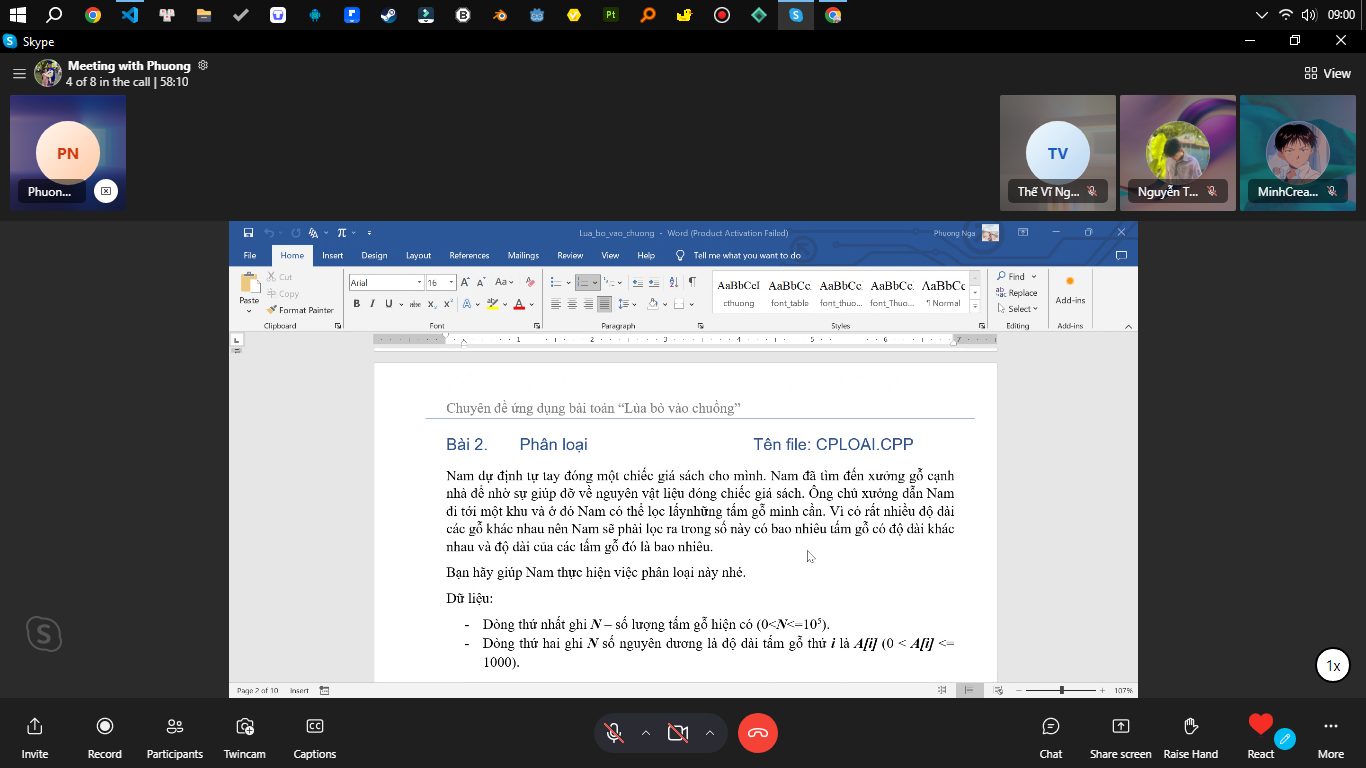 09:00
Skype
Meeting with Phuong
4 of 8 in the call | 58:10
View
PN
Phuon...
TV
Thế Vĩ Ng...
Nguyễn T...
MinhCrea...
Lua_bo_vao_chuong - Word (Product Activation Failed)
Phuong Nga
File Home Insert Design Layout References Mailings Review View Help Tell me what you want to do
Paste
Cut
Copy
Format Painter
Clipboard
Arial 16
Font
Paragraph
AaBbCcI AaBbCc. AaBbCc. AaBbCc. AaBbCc
cthuong font_table font_thuo... font_Thuo... ¶ Normal
Styles
Find
Replace
Select
Editing
Add-ins
Add-ins
1 2 3 4 5 6 7
Chuyên đề ứng dụng bài toán “Lùa bò vào chuồng”
Bài 2. Phân loại Tên file: CPLOAI.CPP
Nam dự định tự tay đóng một chiếc giá sách cho mình. Nam đã tìm đến xưởng gỗ cạnh
nhà để nhờ sự giúp đỡ về nguyên vật liệu đóng chiếc giá sách. Ông chủ xưởng dẫn Nam
đi tới một khu và ở đó Nam có thể lọc lấynhững tấm gỗ mình cần. Vì có rất nhiều độ dài
các gỗ khác nhau nên Nam sẽ phải lọc ra trong số này có bao nhiêu tấm gỗ có độ dài khác
nhau và độ dài của các tấm gỗ đó là bao nhiêu.
Bạn hãy giúp Nam thực hiện việc phân loại này nhé.
Dữ liệu:
- Dòng thứ nhất ghi N – số lượng tấm gỗ hiện có (0<N<=10⁵).
- Dòng thứ hai ghi N số nguyên dương là độ dài tấm gỗ thứ i là A[i] (0 < A[i] <=
1000).
Page 2 of 10 Insert
107%
1x
Invite
Record
Participants
Twincam
Captions
Chat
Share screen
Raise Hand
React
More